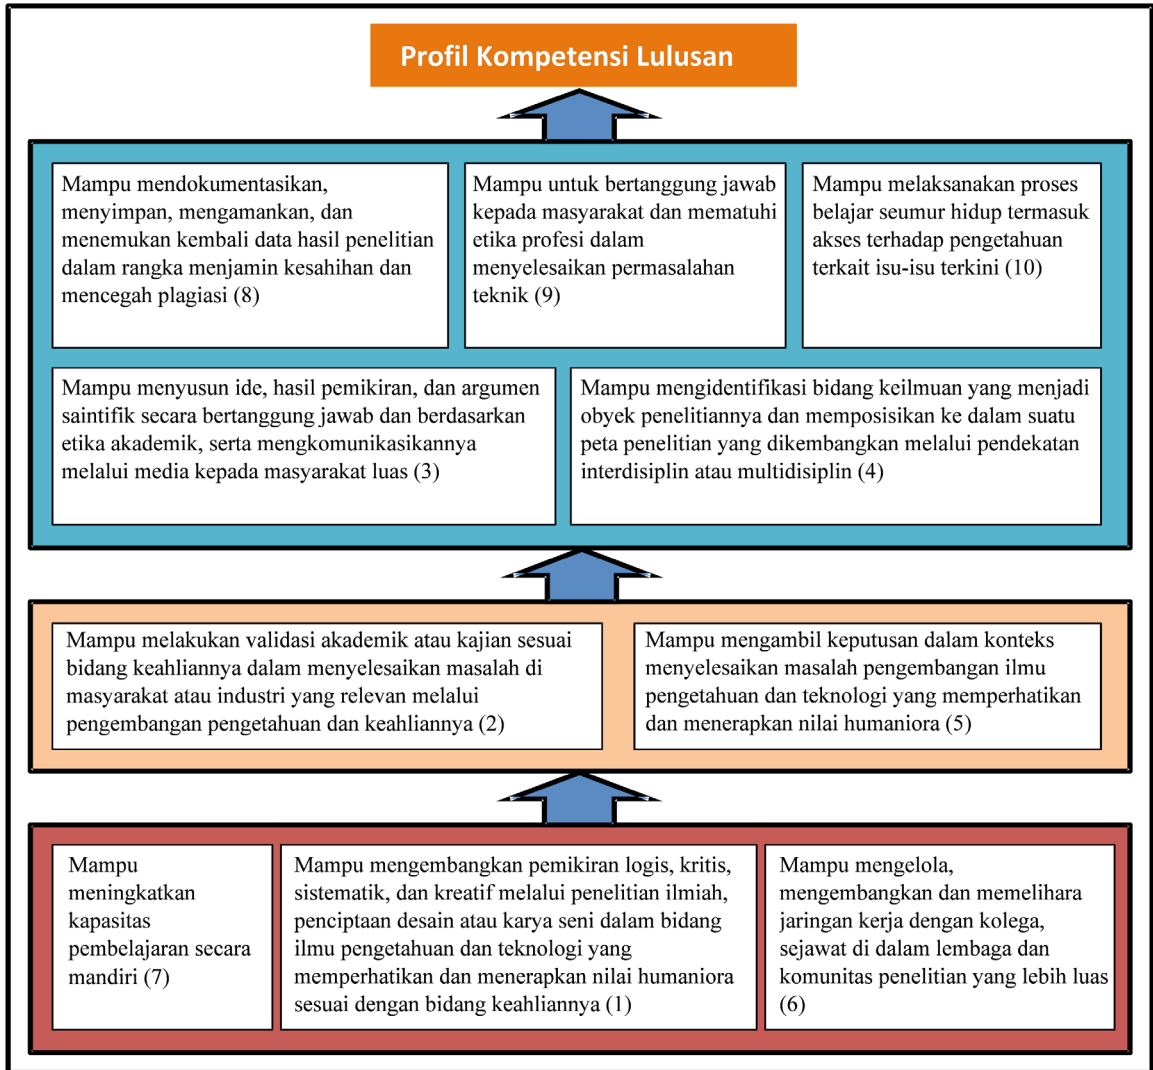 Profil Kompetensi Lulusan
Mampu mendokumentasikan,
menyimpan, mengamankan, dan
menemukan kembali data hasil penelitian
dalam rangka menjamin kesahihan dan
mencegah plagiasi (8)
Mampu untuk bertanggung jawab
kepada masyarakat dan mematuhi
etika profesi dalam
menyelesaikan permasalahan
teknik (9)
Mampu melaksanakan proses
belajar seumur hidup termasuk
akses terhadap pengetahuan
terkait isu-isu terkini (10)
Mampu menyusun ide, hasil pemikiran, dan argumen
saintifik secara bertanggung jawab dan berdasarkan
etika akademik, serta mengkomunikasikannya
melalui media kepada masyarakat luas (3)
Mampu mengidentifikasi bidang keilmuan yang menjadi
obyek penelitiannya dan memposisikan ke dalam suatu
peta penelitian yang dikembangkan melalui pendekatan
interdisiplin atau multidisiplin (4)
Mampu melakukan validasi akademik atau kajian sesuai
bidang keahliannya dalam menyelesaikan masalah di
masyarakat atau industri yang relevan melalui
pengembangan pengetahuan dan keahliannya (2)
Mampu mengambil keputusan dalam konteks
menyelesaikan masalah pengembangan ilmu
pengetahuan dan teknologi yang memperhatikan
dan menerapkan nilai humaniora (5)
Mampu
meningkatkan
kapasitas
pembelajaran secara
mandiri (7)
Mampu mengembangkan pemikiran logis, kritis,
sistematik, dan kreatif melalui penelitian ilmiah,
penciptaan desain atau karya seni dalam bidang
ilmu pengetahuan dan teknologi yang
memperhatikan dan menerapkan nilai humaniora
sesuai dengan bidang keahliannya (1)
Mampu mengelola,
mengembangkan dan memelihara
jaringan kerja dengan kolega,
sejawat di dalam lembaga dan
komunitas penelitian yang lebih luas
(6)